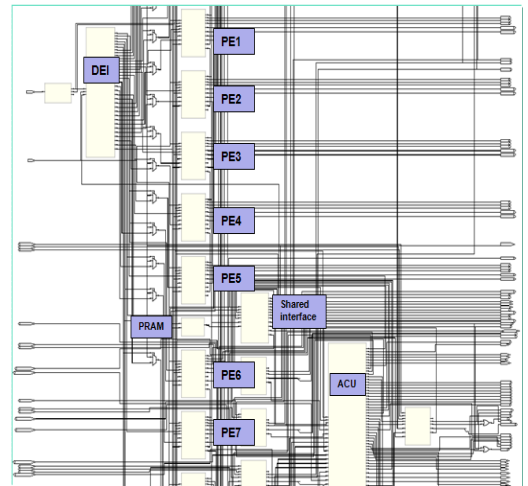 PE1
DEI
PE2
PE3
PE4
PE5
Shared
interface
PRAM
PE6
ACU
PE7